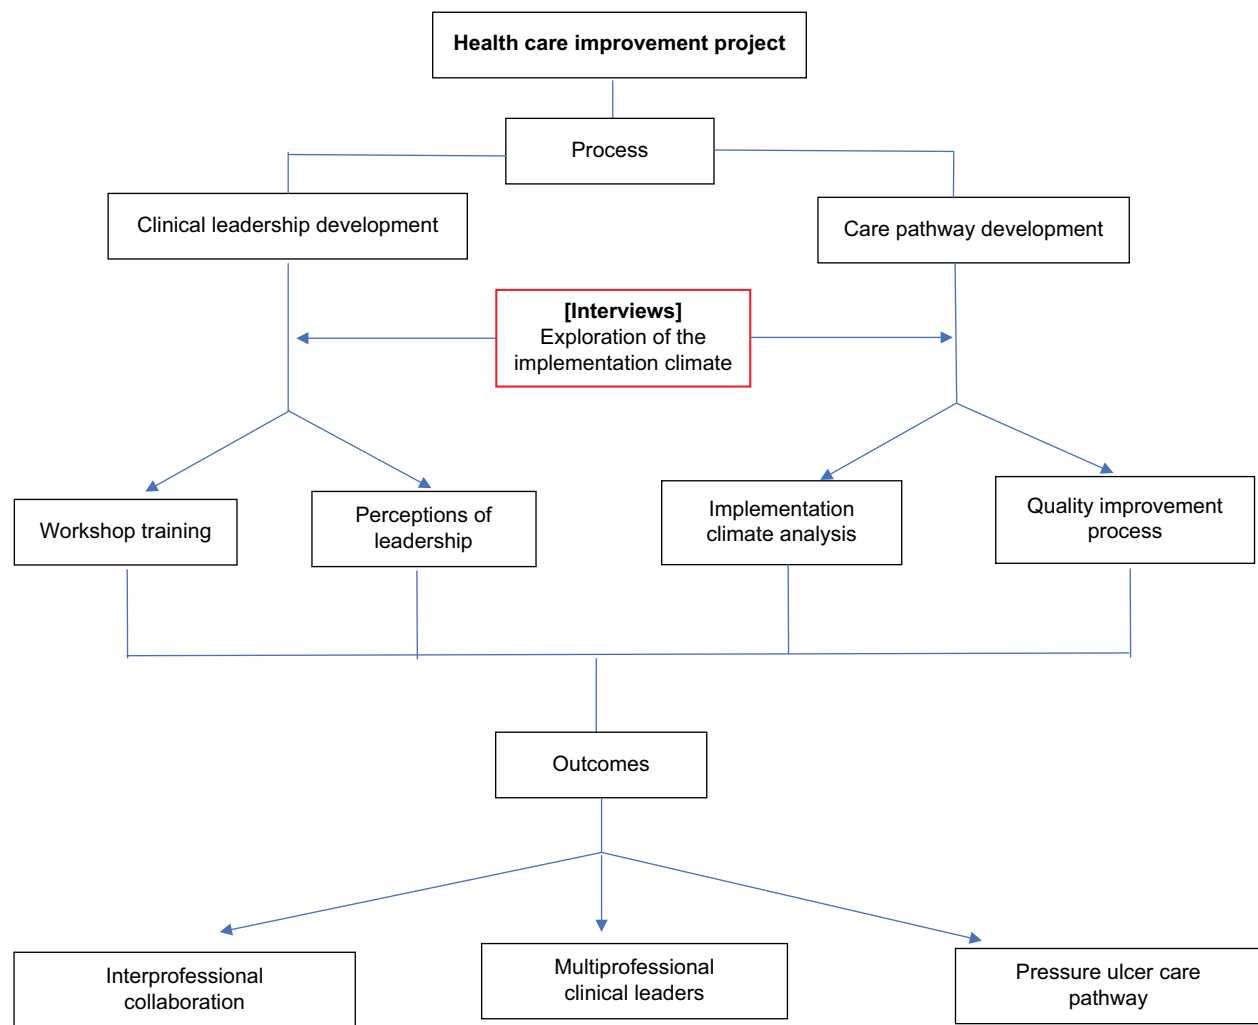 Health care improvement project
Process
Clinical leadership development
Care pathway development
[Interviews]
Exploration of the
implementation climate
Workshop training
Perceptions of
leadership
Implementation
climate analysis
Quality improvement
process
Outcomes
Interprofessional
collaboration
Multiprofessional
clinical leaders
Pressure ulcer care
pathway